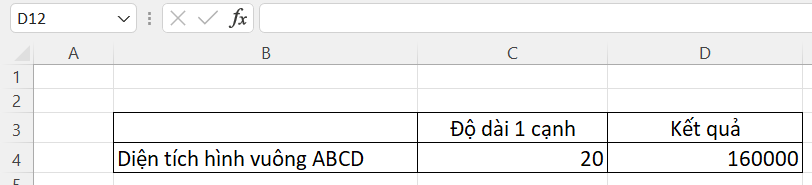 D12 fx
A B C D
1
2
3 Độ dài 1 cạnh Kết quả
4 Diện tích hình vuông ABCD 20 160000